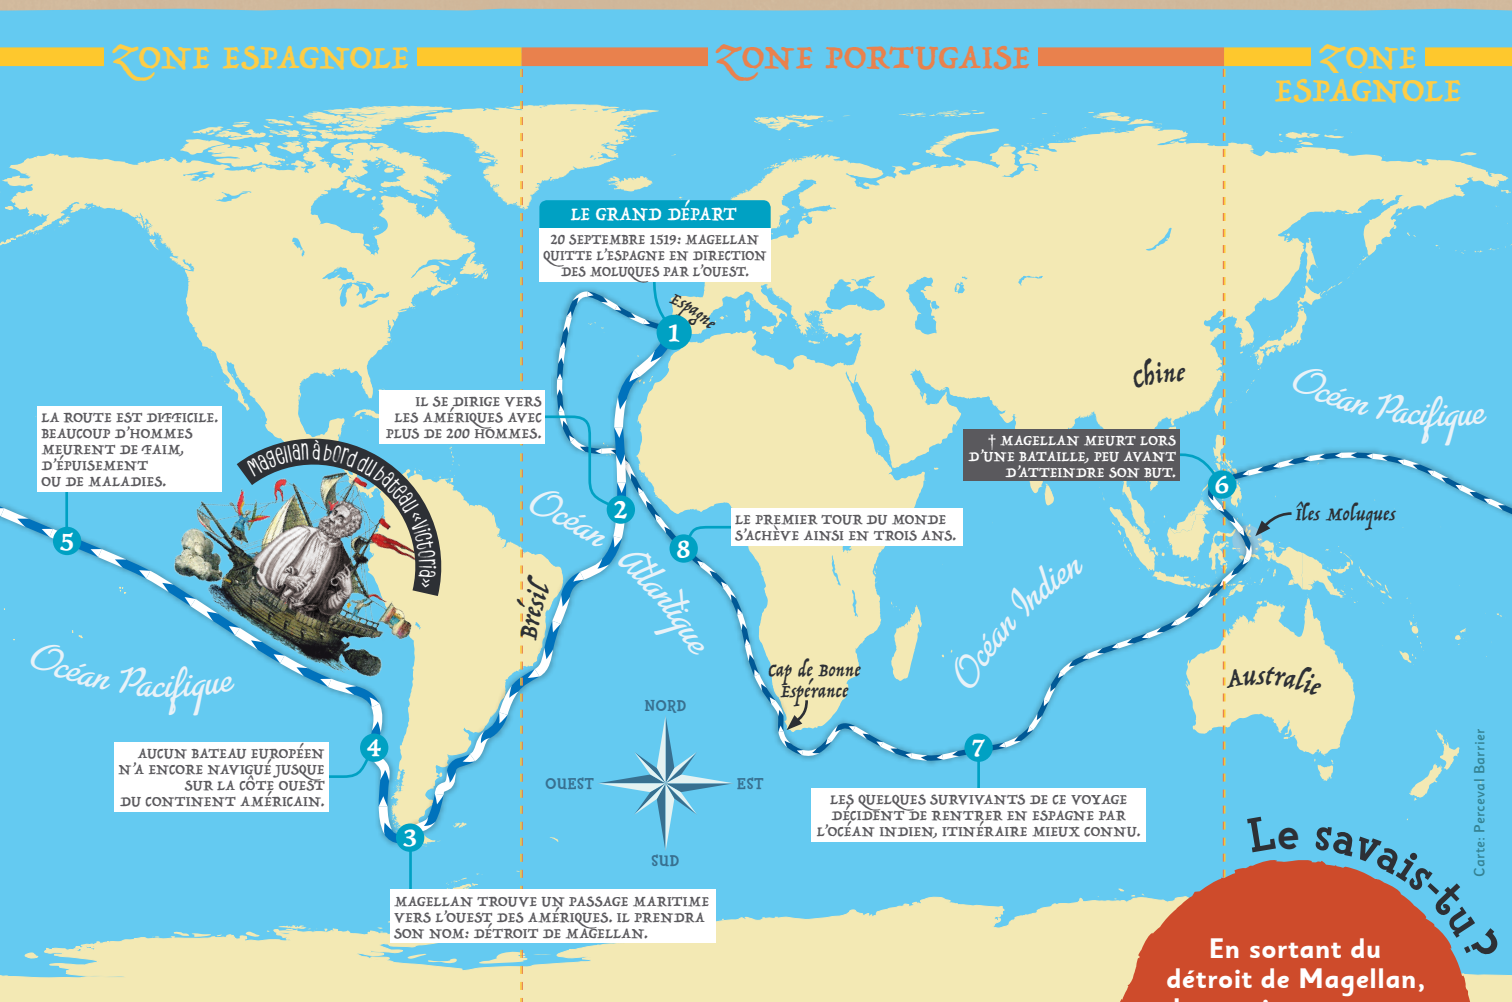 ZONE ESPAGNOLE
ZONE PORTUGAISE
ZONE
ESPAGNOLE
LE GRAND DÉPART
20 SEPTEMBRE 1519: MAGELLAN
QUITTE L'ESPAGNE EN DIRECTION
DES MOLUQUES PAR L'OUEST.
Espagne
1
Chine
Océan Pacifique
IL SE DIRIGE VERS
LES AMÉRIQUES AVEC
PLUS DE 200 HOMMES.
2
LA ROUTE EST DIFFICILE.
BEAUCOUP D'HOMMES
MEURENT DE FAIM,
D'ÉPUISEMENT
OU DE MALADIES.
5
Magellan à bord du bateau «Victoria»
† MAGELLAN MEURT LORS
D'UNE BATAILLE, PEU AVANT
D'ATTEINDRE SON BUT.
6
Îles Moluques
Océan Atlantique
LE PREMIER TOUR DU MONDE
S'ACHÈVE AINSI EN TROIS ANS.
8
Brésil
Océan Indien
Océan Pacifique
Cap de Bonne
Espérance
Australie
NORD
OUEST
EST
SUD
AUCUN BATEAU EUROPÉEN
N'A ENCORE NAVIGUÉ JUSQUE
SUR LA CÔTE OUEST
DU CONTINENT AMÉRICAIN.
4
7
LES QUELQUES SURVIVANTS DE CE VOYAGE
DÉCIDENT DE RENTRER EN ESPAGNE PAR
L'OCÉAN INDIEN, ITINÉRAIRE MIEUX CONNU.
3
MAGELLAN TROUVE UN PASSAGE MARITIME
VERS L'OUEST DES AMÉRIQUES. IL PRENDRA
SON NOM: DÉTROIT DE MAGELLAN.
Carte: Perceval Barrier
Le savais-tu?
En sortant du
détroit de Magellan,